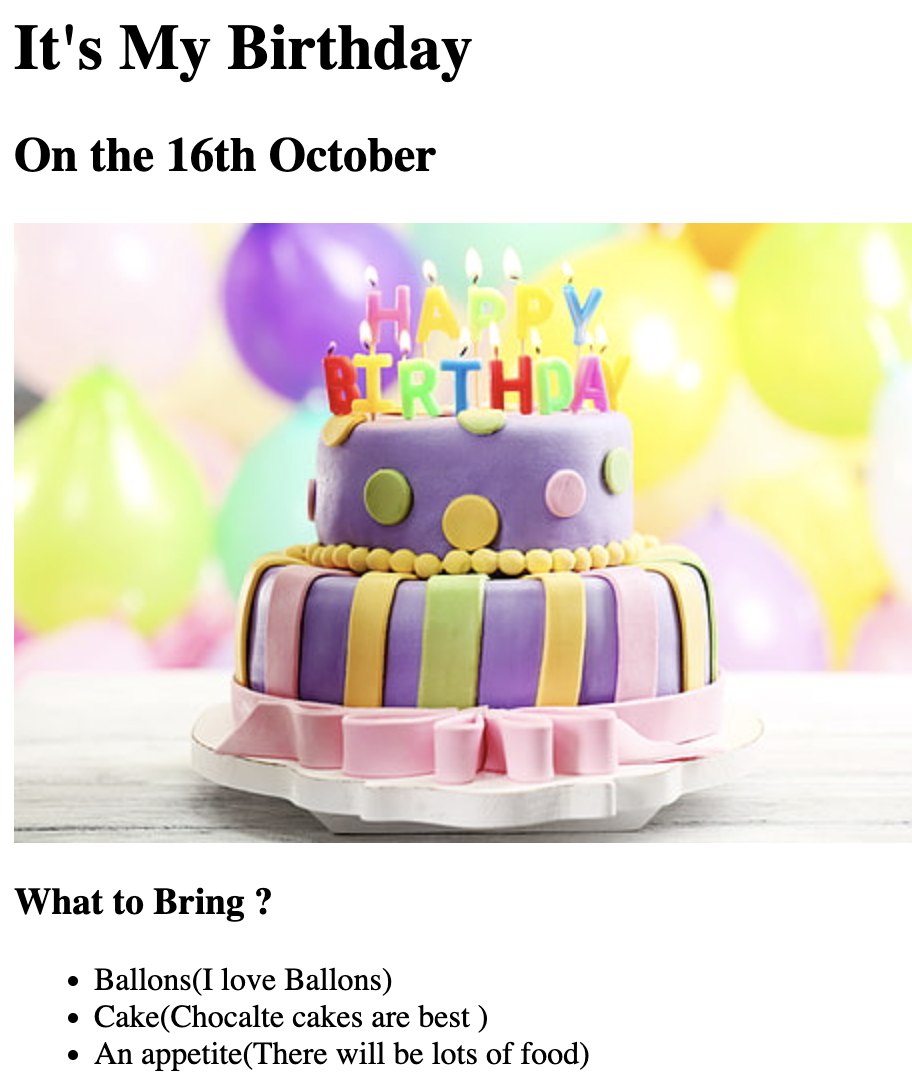 It's My Birthday
On the 16th October
HAPPY
BIRTHDAY
What to Bring ?
Ballons(I love Ballons)
Cake(Chocalte cakes are best )
An appetite(There will be lots of food)